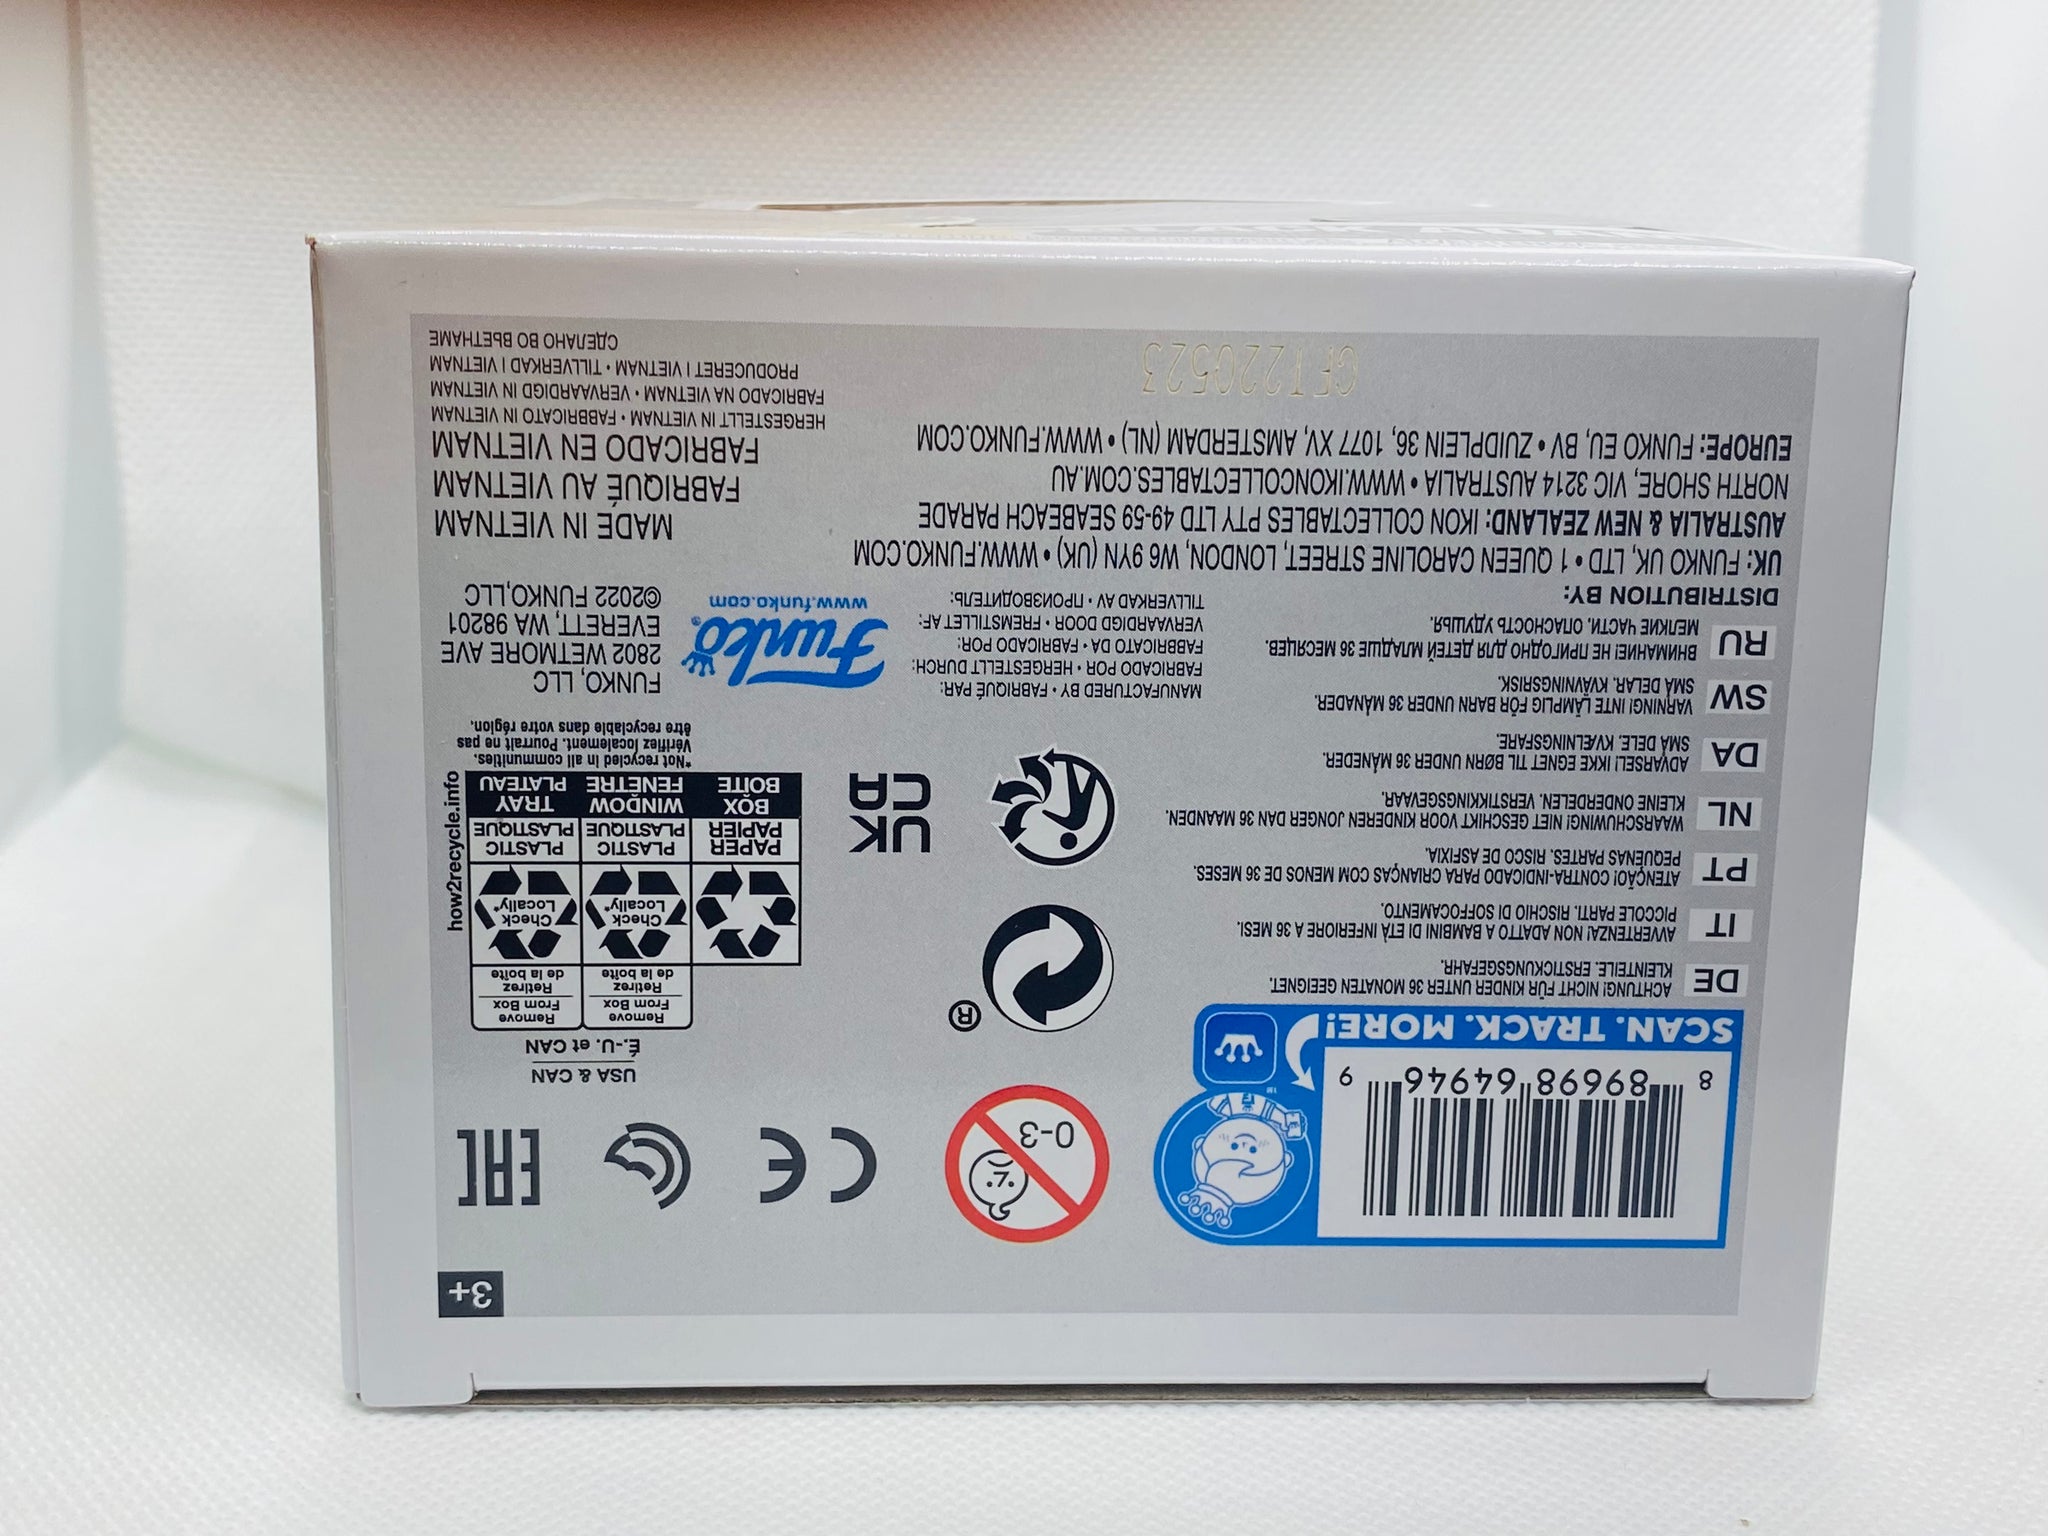 3+
8 89698 64946 9
SCAN. TRACK. MORE!
0-3
CE
EAC
USA & CAN
É.-U. et CAN
Remove
From Box
Retirez
de la boîte
Remove
From Box
Retirez
de la boîte
Check
Locally*
Check
Locally*
PAPER
PAPIER
PLASTIC
PLASTIQUE
PLASTIC
PLASTIQUE
BOX
BOÎTE
WINDOW
FENÊTRE
TRAY
PLATEAU
how2recycle.info
*Not recycled in all communities.
Vérifiez localement. Pourrait ne pas
être recyclable dans votre région.
®
UK
CA
DE
ACHTUNG! NICHT FÜR KINDER UNTER 36 MONATEN GEEIGNET.
KLEINTEILE. ERSTICKUNGSGEFAHR.
IT
AVVERTENZA! NON ADATTO A BAMBINI DI ETÀ INFERIORE A 36 MESI.
PICCOLE PARTI. RISCHIO DI SOFFOCAMENTO.
PT
ATENÇÃO! CONTRA-INDICADO PARA CRIANÇAS COM MENOS DE 36 MESES.
PEQUENAS PARTES. RISCO DE ASFIXIA.
NL
WAARSCHUWING! NIET GESCHIKT VOOR KINDEREN JONGER DAN 36 MAANDEN.
KLEINE ONDERDELEN. VERSTIKKINGSGEVAAR.
DA
ADVARSEL! IKKE EGNET TIL BØRN UNDER 36 MÅNEDER.
SMÅ DELE. KVÆLNINGSFARE.
SW
VARNING! INTE LÄMPLIG FÖR BARN UNDER 36 MÅNADER.
SMÅ DELAR. KVÄVNINGSRISK.
RU
ВНИМАНИЕ! НЕ ПРИГОДНО ДЛЯ ДЕТЕЙ МЛАДШЕ 36 МЕСЯЦЕВ.
МЕЛКИЕ ЧАСТИ, ОПАСНОСТЬ УДУШЬЯ.
MANUFACTURED BY • FABRIQUÉ PAR:
FABRICADO POR • HERGESTELLT DURCH:
FABBRICATO DA • FABRICADO POR:
VERVAARDIGD DOOR • FREMSTILLET AF:
TILLVERKAD AV • ПРОИЗВОДИТЕЛЬ:
Funko®
www.funko.com
FUNKO, LLC
2802 WETMORE AVE
EVERETT, WA 98201
©2022 FUNKO,LLC
DISTRIBUTION BY:
UK: FUNKO UK, LTD • 1 QUEEN CAROLINE STREET, LONDON, W6 9YN (UK) • WWW.FUNKO.COM
AUSTRALIA & NEW ZEALAND: IKON COLLECTABLES PTY LTD 49-59 SEABEACH PARADE
NORTH SHORE, VIC 3214 AUSTRALIA • WWW.IKONCOLLECTABLES.COM.AU
EUROPE: FUNKO EU, BV • ZUIDPLEIN 36, 1077 XV, AMSTERDAM (NL) • WWW.FUNKO.COM
MADE IN VIETNAM
FABRIQUÉ AU VIETNAM
FABRICADO EN VIETNAM
HERGESTELLT IN VIETNAM • FABBRICATO IN VIETNAM
FABRICADO NA VIETNAM • VERVAARDIGD IN VIETNAM
PRODUCERET I VIETNAM • TILLVERKAD I VIETNAM
СДЕЛАНО ВО ВЬЕТНАМЕ